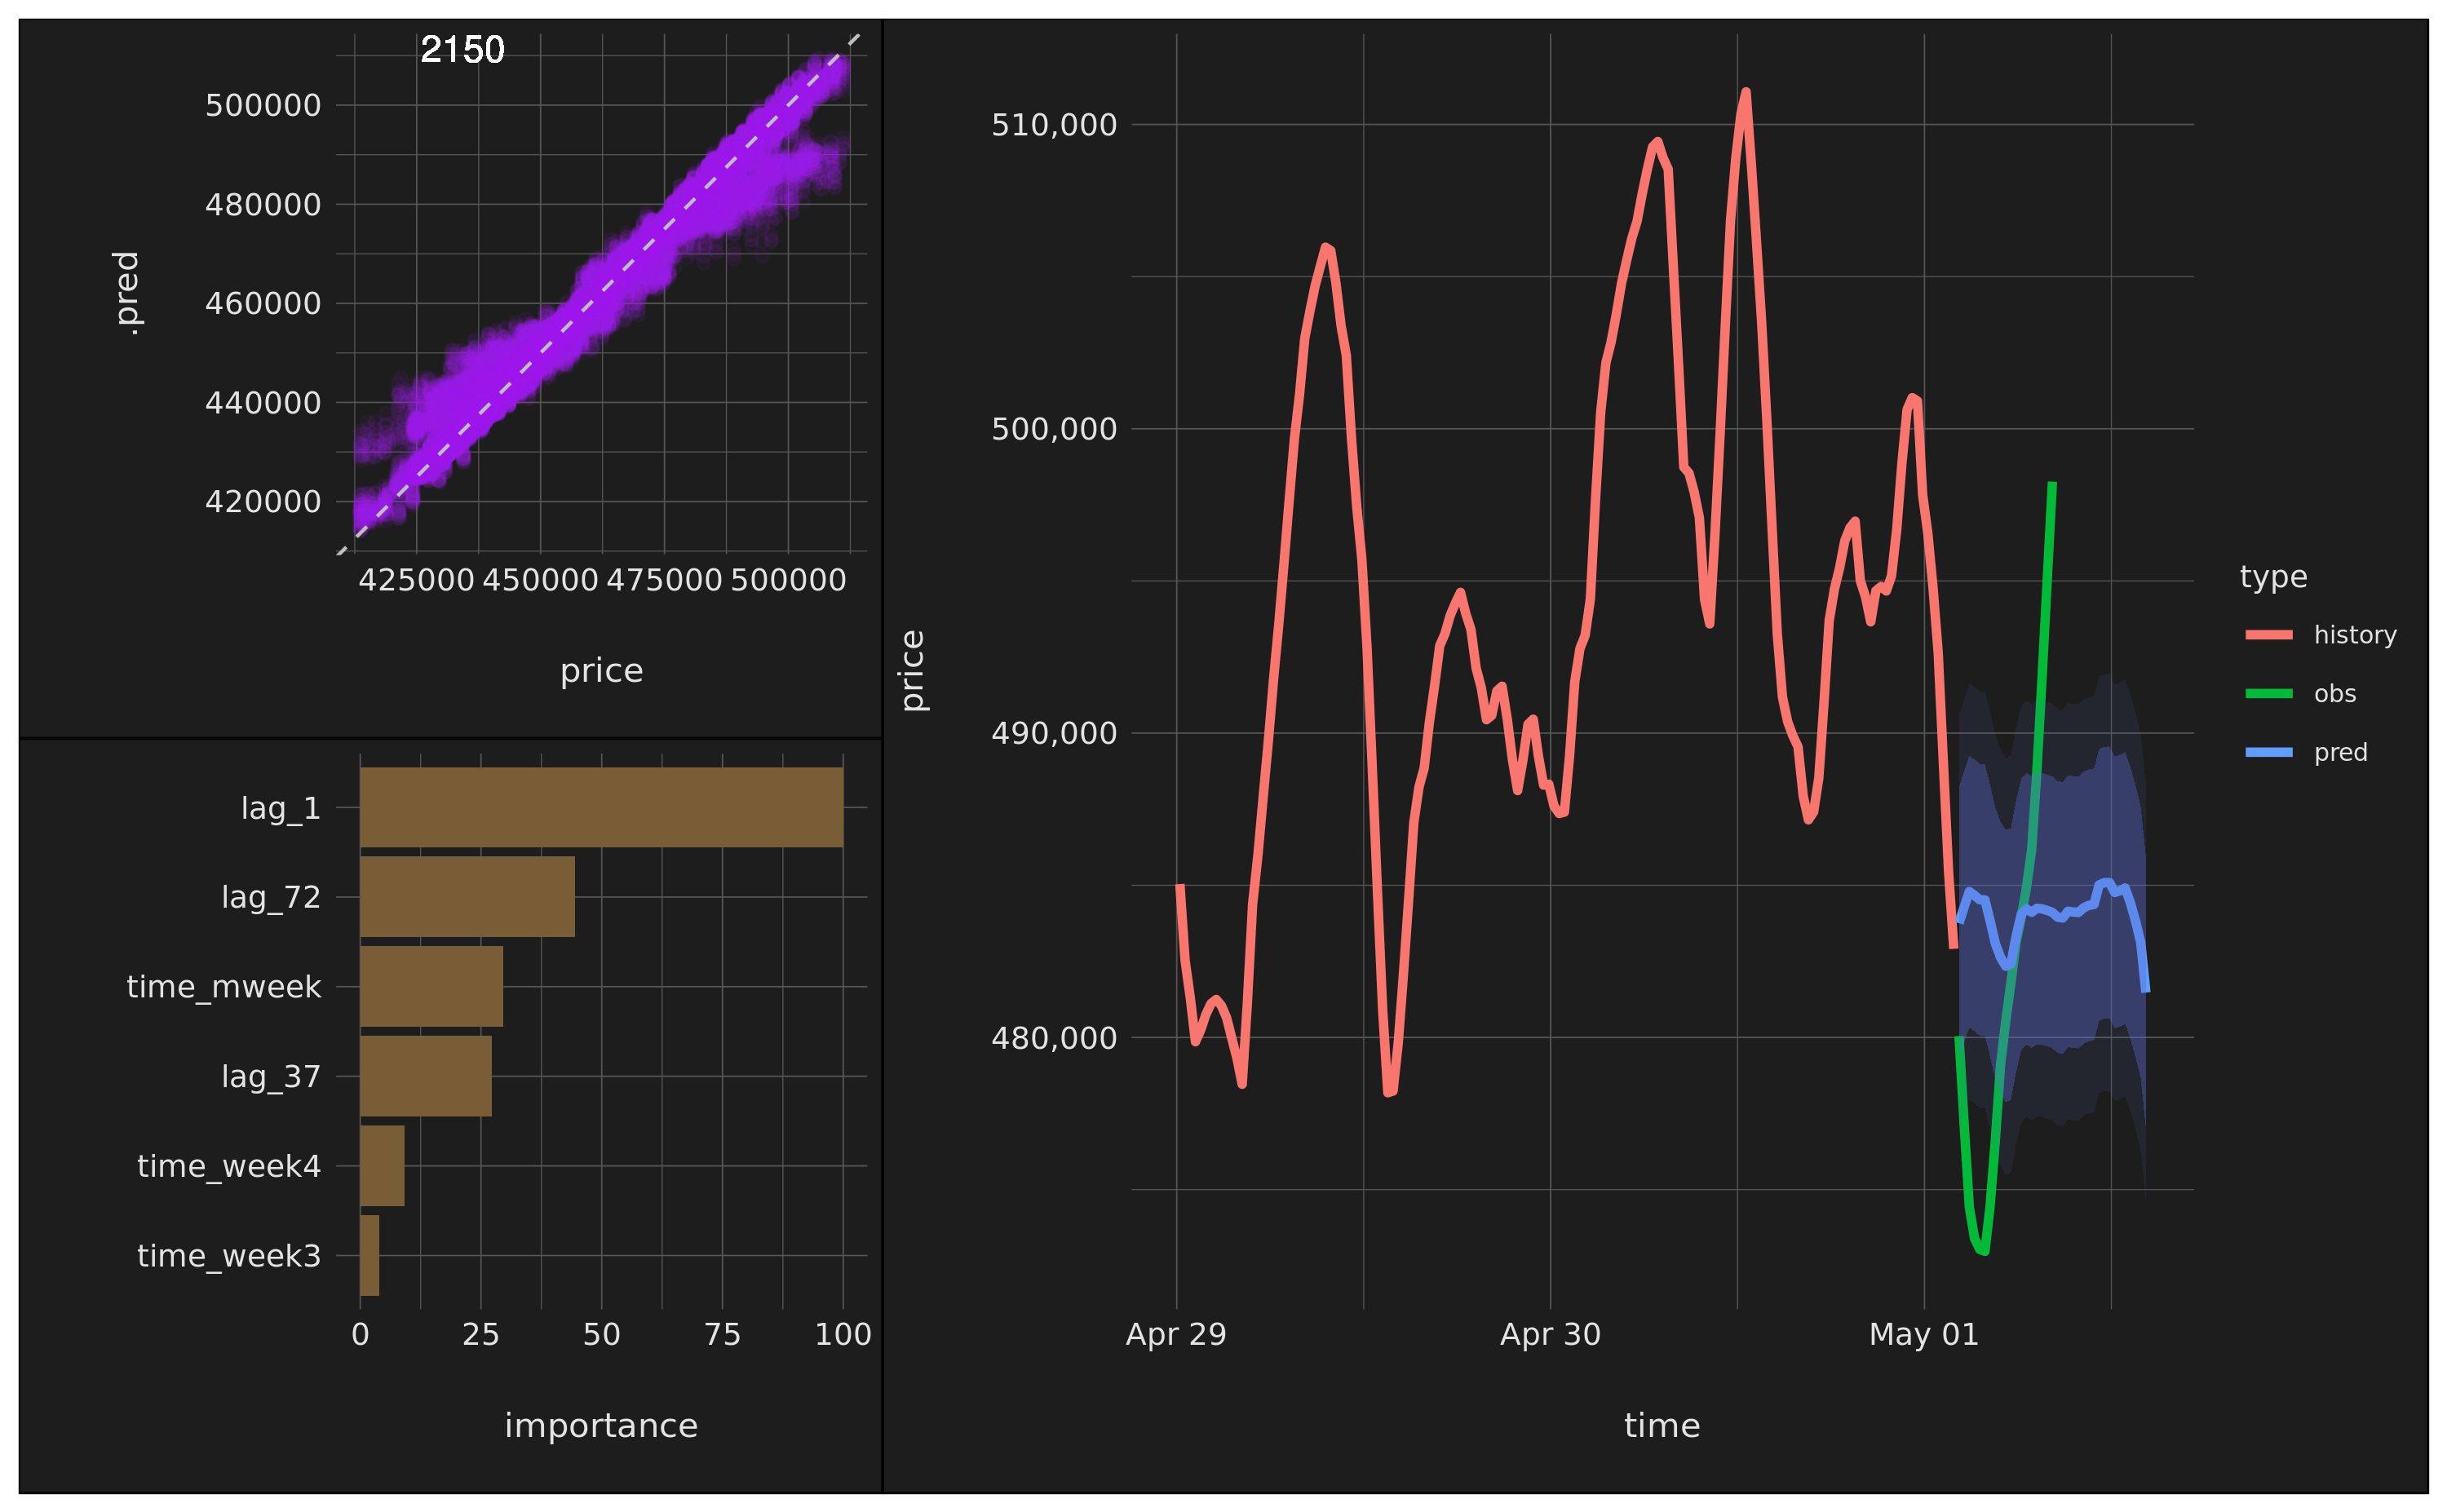 2150
500000
480000
460000
440000
420000
.pred
425000 450000 475000 500000
price
lag_1
lag_72
time_mweek
lag_37
time_week4
time_week3
0 25 50 75 100
importance
510,000
500,000
490,000
480,000
price
Apr 29 Apr 30 May 01
time
type
history
obs
pred